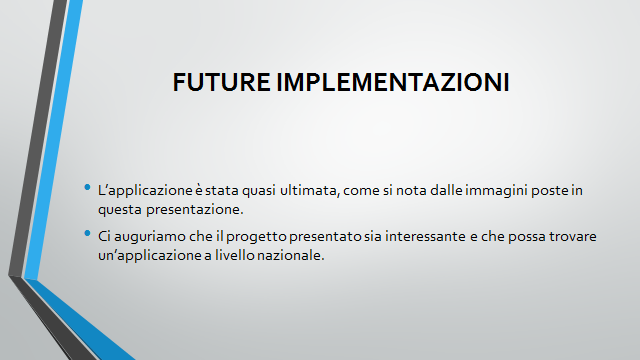 FUTURE IMPLEMENTAZIONI
• L'applicazione è stata quasi ultimata, come si nota dalle immagini poste in
questa presentazione.
• Ci auguriamo che il progetto presentato sia interessante e che possa trovare
un'applicazione a livello nazionale.